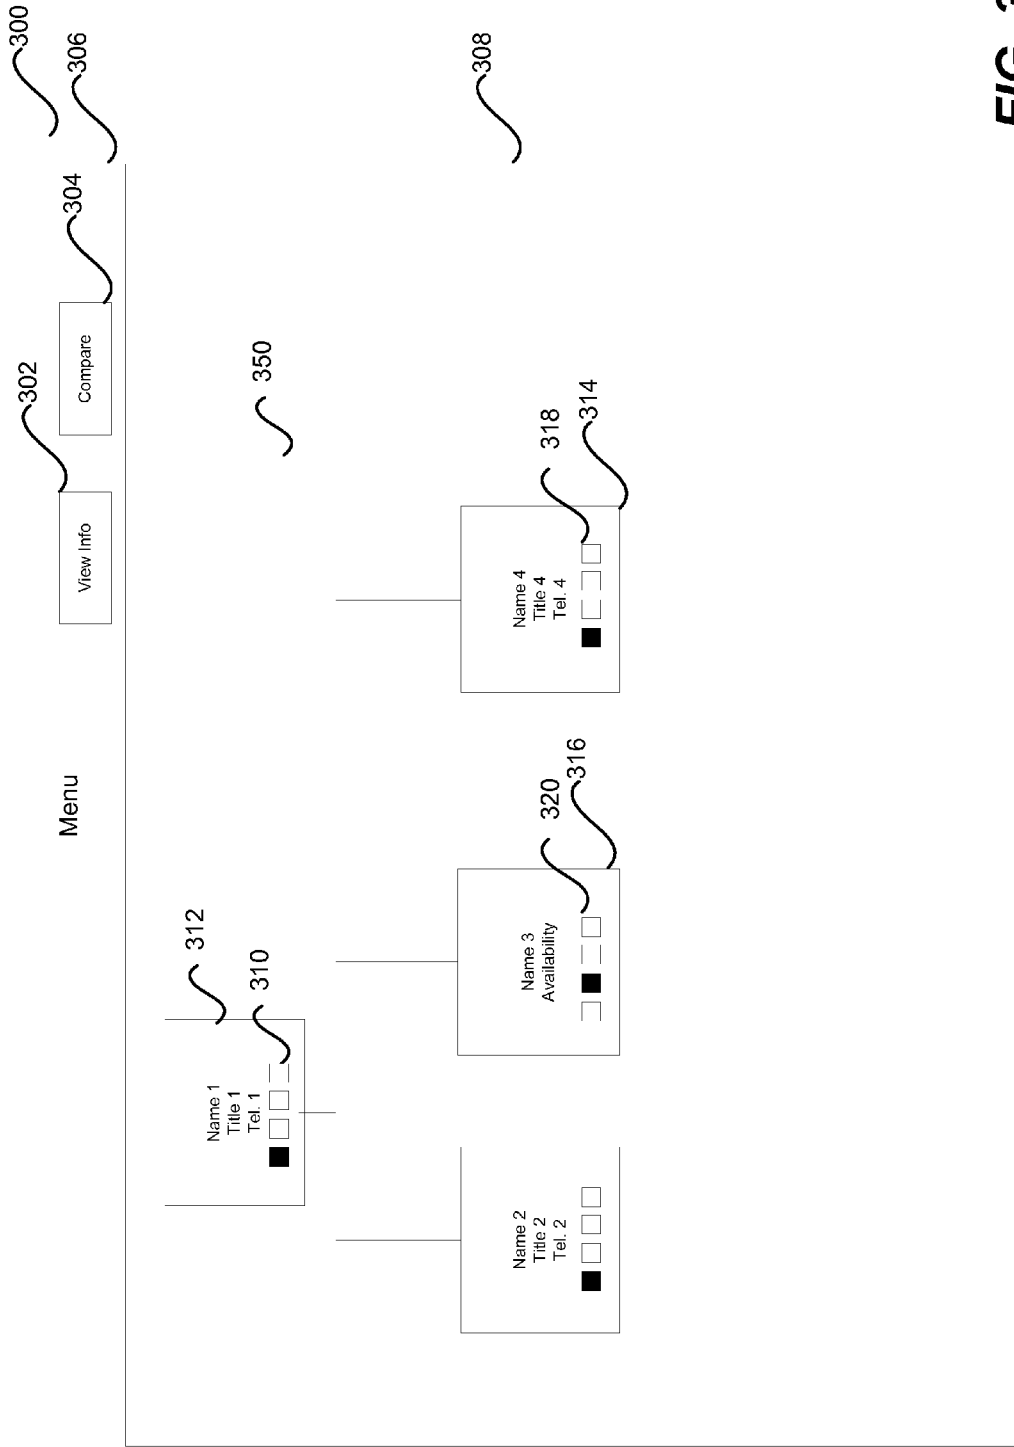 300
302
Menu
304
306
View Info
Compare
312
Name 1
Title 1
Tel. 1
310
350
308
Name 2
Title 2
Tel. 2
Name 3
Availability
320
316
Name 4
Title 4
Tel. 4
318
314
FIG.